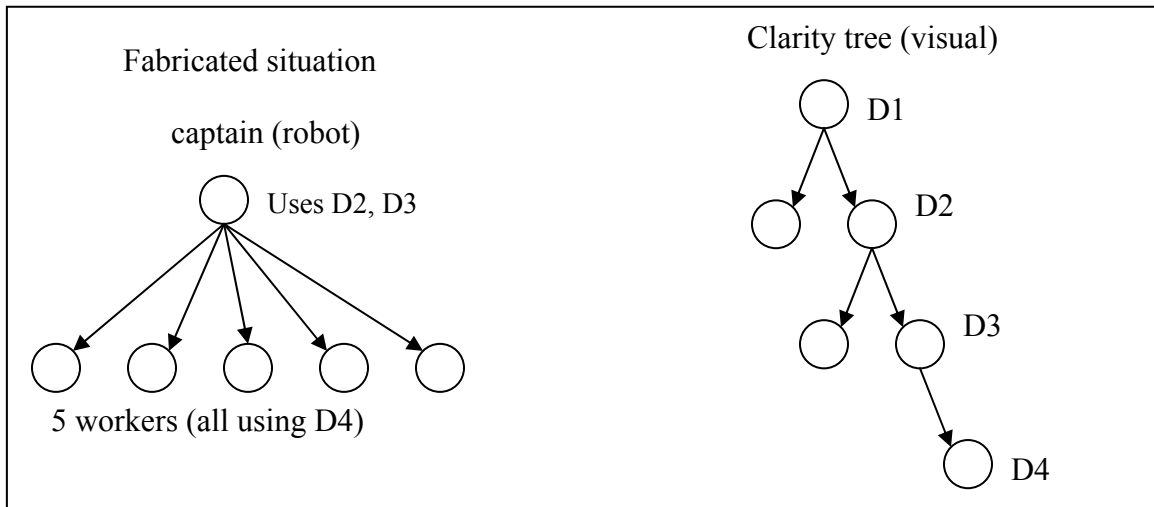 Fabricated situation
captain (robot)
Uses D2, D3
5 workers (all using D4)
Clarity tree (visual)
D1
D2
D3
D4